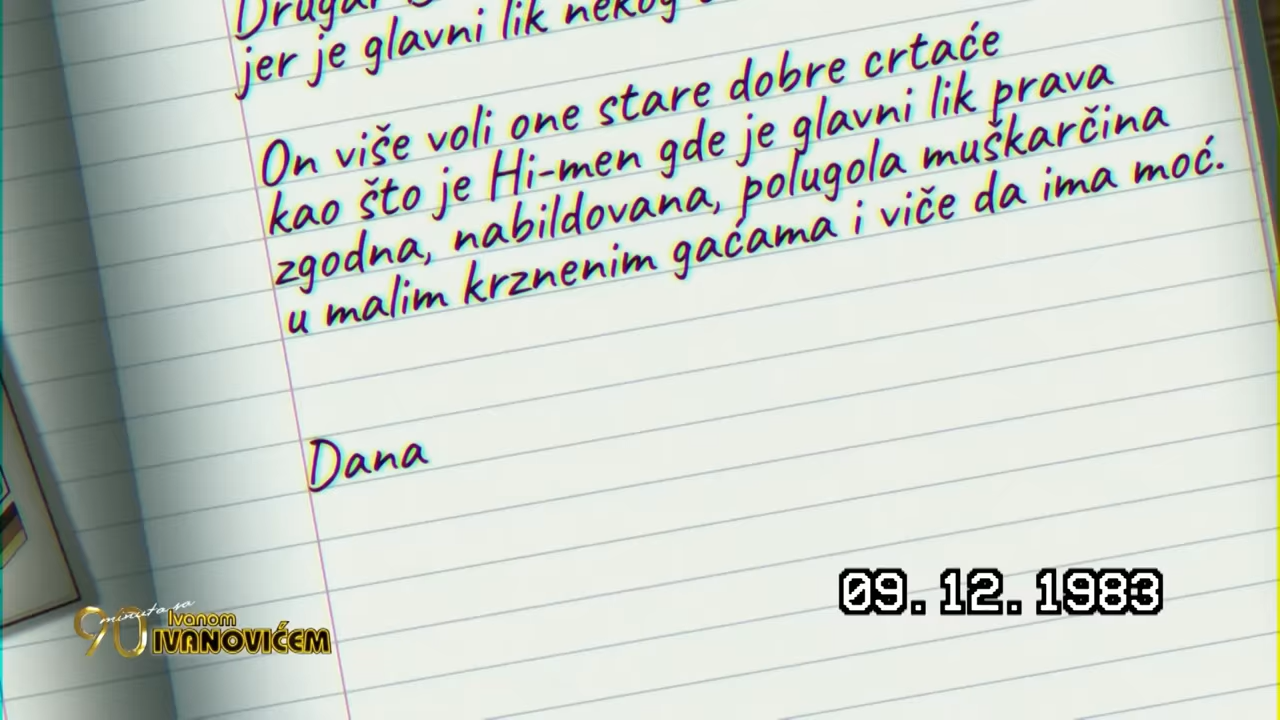 jer je glavni lik nekog
On više voli one stare dobre crtaće
kao što je Hi-men gde je glavni lik prava
zgodna, nabildovana, polugola muškarčina
u malim krznenim gaćama i viče da ima moć.
Dana
09.12.1983
90 minuta sa
Ivanom
IVANOVIĆEM